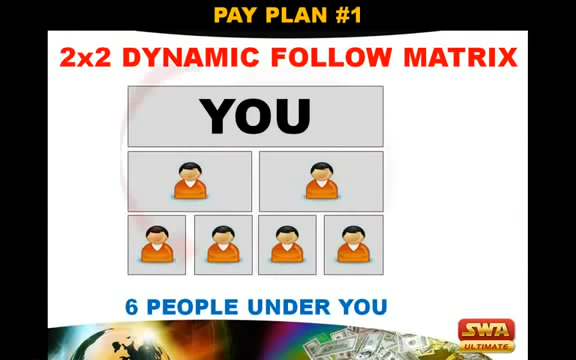 PAY PLAN #1
2x2 DYNAMIC FOLLOW MATRIX
YOU
6 PEOPLE UNDER YOU
SWA
ULTIMATE